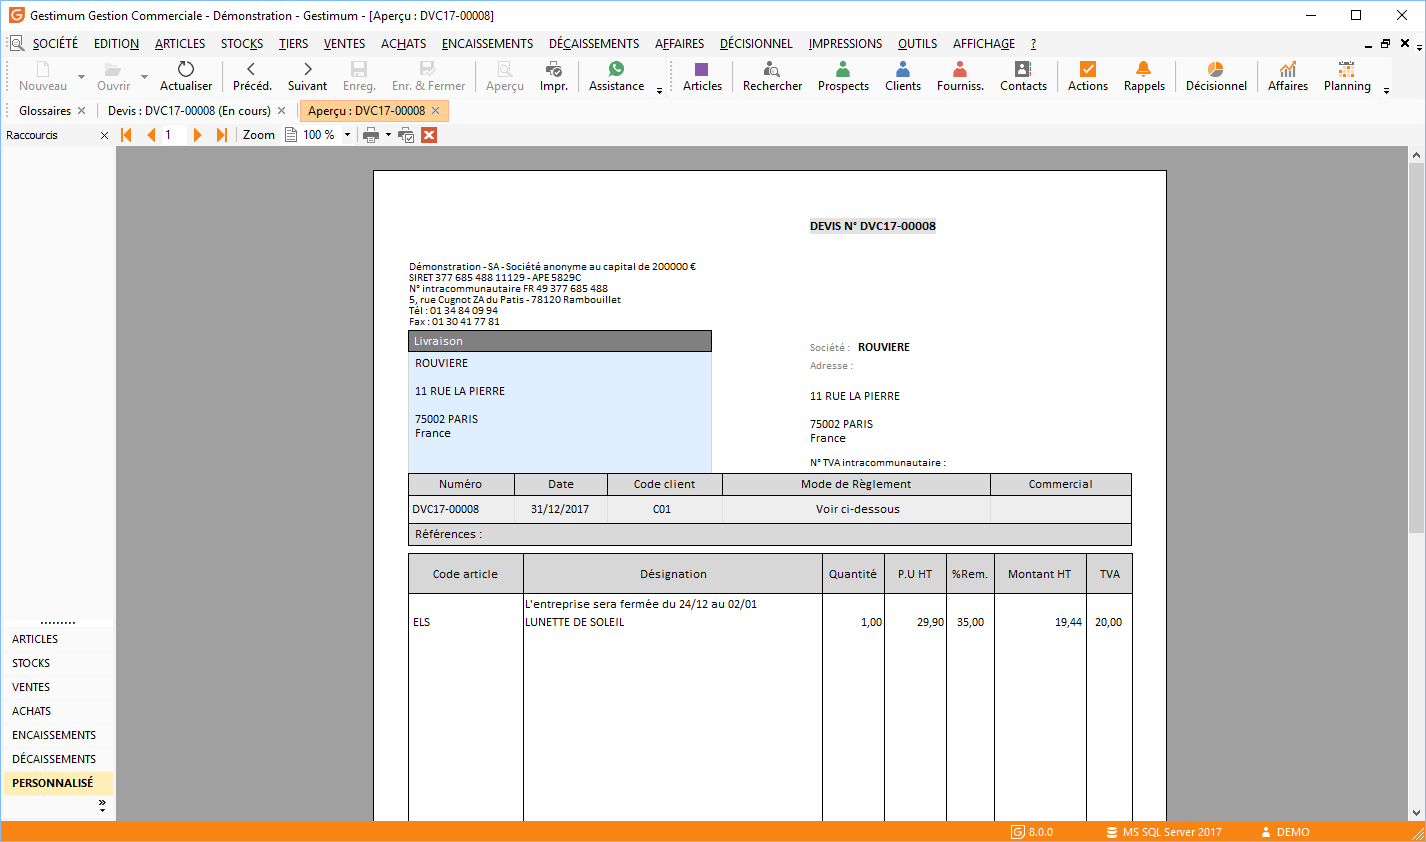 Gestimum Gestion Commerciale - Démonstration - Gestimum - [Aperçu : DVC17-00008]
SOCIÉTÉ EDITION ARTICLES STOCKS TIERS VENTES ACHATS ENCAISSEMENTS DÉCAISSEMENTS AFFAIRES DÉCISIONNEL IMPRESSIONS OUTILS AFFICHAGE ?
Nouveau Ouvrir Actualiser Précéd. Suivant Enreg. Enr. & Fermer Aperçu Impr. Assistance Articles Rechercher Prospects Clients Fourniss. Contacts Actions Rappels Décisionnel Affaires Planning
Glossaires Devis : DVC17-00008 (En cours) Aperçu : DVC17-00008
Raccourcis 1 Zoom 100 %
DEVIS N° DVC17-00008
Démonstration - SA - Société anonyme au capital de 200000 €
SIRET 377 685 488 11129 - APE 5829C
N° intracommunautaire FR 49 377 685 488
5, rue Cugnot ZA du Patis - 78120 Rambouillet
Tél : 01 34 84 09 94
Fax : 01 30 41 77 81
Livraison
ROUVIERE
11 RUE LA PIERRE
75002 PARIS
France
Société : ROUVIERE
Adresse :
11 RUE LA PIERRE
75002 PARIS
France
N° TVA intracommunautaire :
Numéro Date Code client Mode de Règlement Commercial
DVC17-00008 31/12/2017 C01 Voir ci-dessous
Références :
Code article Désignation Quantité P.U HT %Rem. Montant HT TVA
L'entreprise sera fermée du 24/12 au 02/01
ELS LUNETTE DE SOLEIL 1,00 29,90 35,00 19,44 20,00
ARTICLES
STOCKS
VENTES
ACHATS
ENCAISSEMENTS
DÉCAISSEMENTS
PERSONNALISÉ
8.0.0 MS SQL Server 2017 DEMO